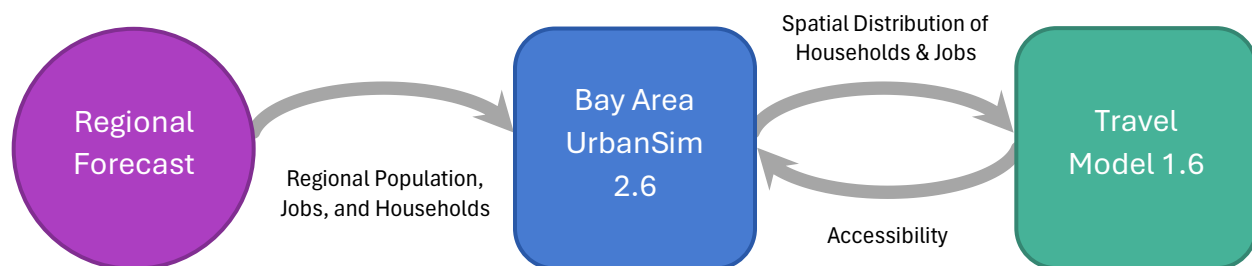 Regional
Forecast
Regional Population,
Jobs, and Households
Bay Area
UrbanSim
2.6
Spatial Distribution of
Households & Jobs
Accessibility
Travel
Model 1.6